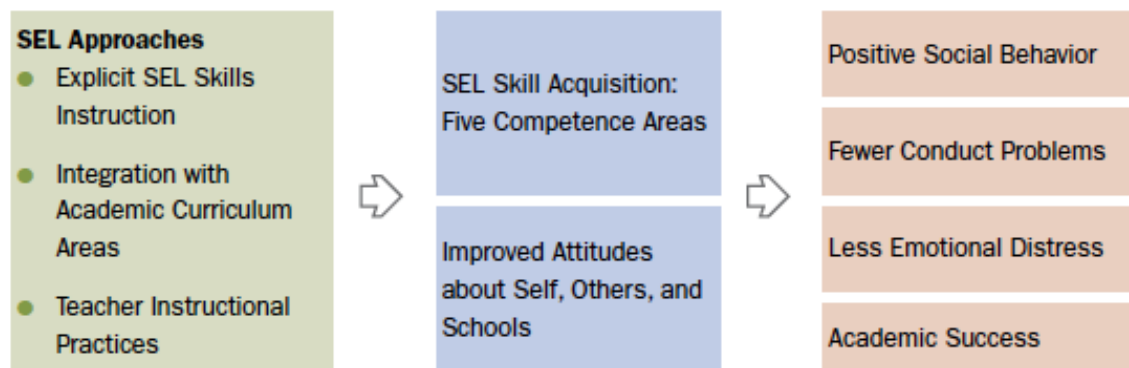 SEL Approaches
● Explicit SEL Skills
Instruction
● Integration with
Academic Curriculum
Areas
● Teacher Instructional
Practices
SEL Skill Acquisition:
Five Competence Areas
Improved Attitudes
about Self, Others, and
Schools
Positive Social Behavior
Fewer Conduct Problems
Less Emotional Distress
Academic Success